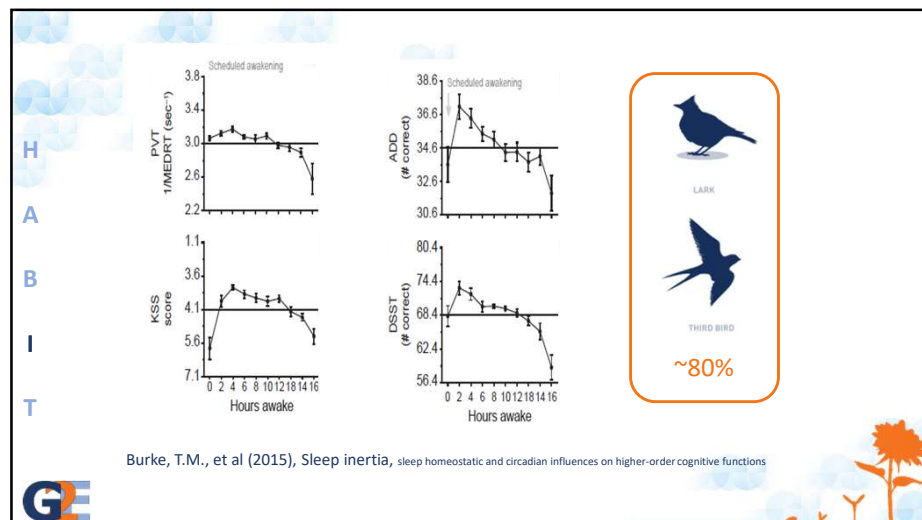 H
A
B
I
T
Scheduled awakening
3.8
3.4
3.0
2.6
2.2
PVT
1/MEDRT (sec⁻¹)
Scheduled awakening
38.6
36.6
34.6
32.6
30.6
ADD
(# correct)
1.1
3.6
4.1
5.6
7.1
KSS
score
0 2 4 6 8 10 12 18 14 16
Hours awake
80.4
74.4
68.4
62.4
56.4
DSST
(# correct)
0 2 4 6 8 10 12 18 14 16
Hours awake
LARK
THIRD BIRD
~80%
Burke, T.M., et al (2015), Sleep inertia, sleep homeostatic and circadian influences on higher-order cognitive functions
G2E